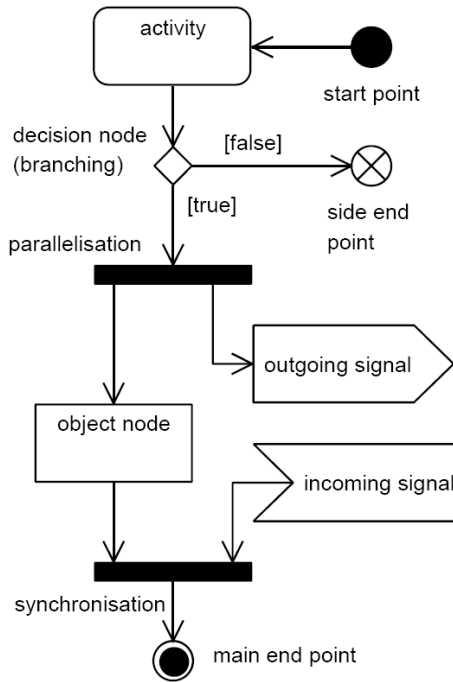 activity
start point
decision node
(branching)
[false]
[true]
side end
point
parallelisation
outgoing signal
object node
incoming signal
synchronisation
main end point